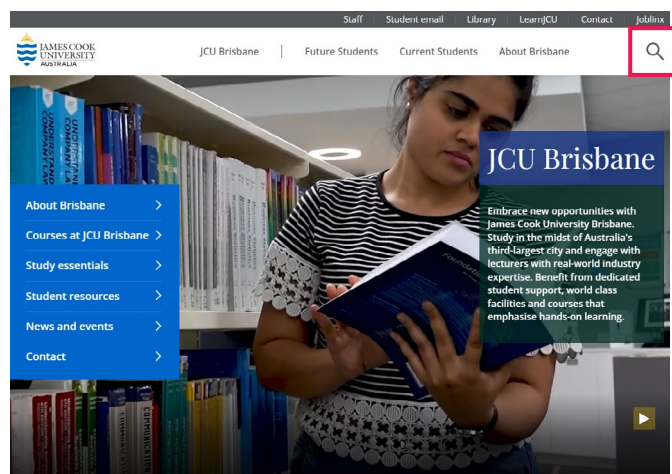 Staff Student email Library LearnJCU Contact Joblinx
JAMES COOK
UNIVERSITY
AUSTRALIA
JCU Brisbane Future Students Current Students About Brisbane
JCU Brisbane
Embrace new opportunities with
James Cook University Brisbane.
Study in the midst of Australia's
third-largest city and engage with
lecturers with real-world industry
expertise. Benefit from dedicated
student support, world class
facilities and courses that
emphasise hands-on learning.
About Brisbane
Courses at JCU Brisbane
Study essentials
Student resources
News and events
Contact
UNDERSTANDING
COMPANY LAW